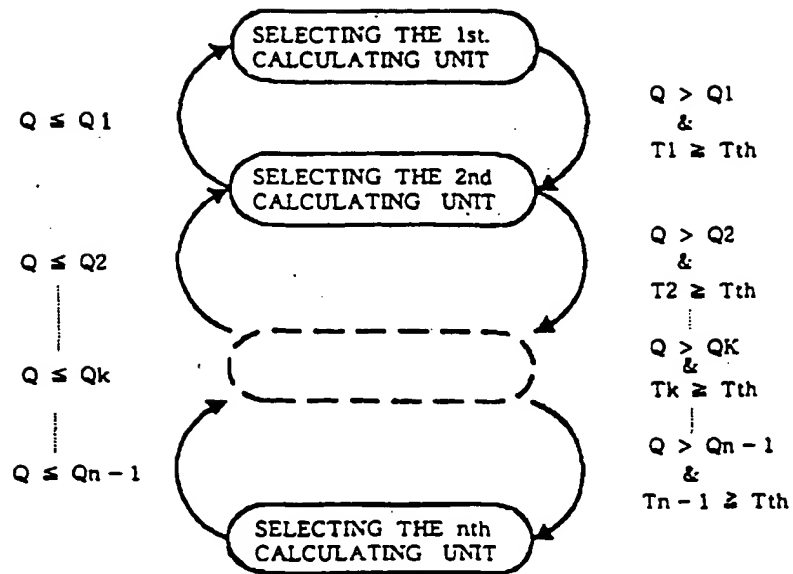 SELECTING THE 1st.
CALCULATING UNIT
Q ≦ Q1
Q > Q1
&
T1 ≧ Tth
SELECTING THE 2nd
CALCULATING UNIT
Q ≦ Q2
Q > Q2
&
T2 ≧ Tth
Q ≦ Qk
Q > QK
&
Tk ≧ Tth
Q ≦ Qn-1
Q > Qn-1
&
Tn-1 ≧ Tth
SELECTING THE nth
CALCULATING UNIT